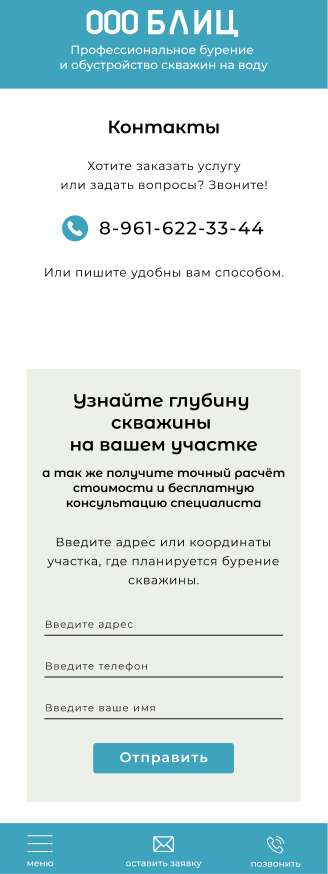 ООО БЛИЦ
Профессиональное бурение
и обустройство скважин на воду
Контакты
Хотите заказать услугу
или задать вопросы? Звоните!
8-961-622-33-44
Или пишите удобны вам способом.
Узнайте глубину
скважины
на вашем участке
а так же получите точный расчёт
стоимости и бесплатную
консультацию специалиста
Введите адрес или координаты
участка, где планируется бурение
скважины.
Введите адрес
Введите телефон
Введите ваше имя
Отправить
меню
оставить заявку
позвонить